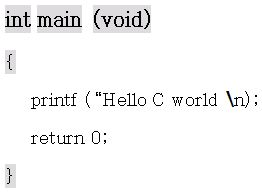 int main (void)
{
printf (“Hello C world \n);
return 0;
}